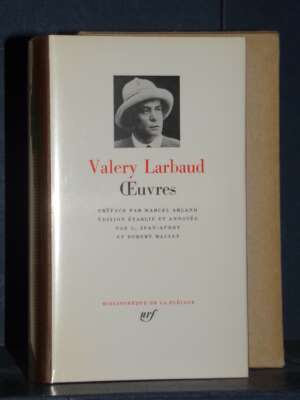 Valery Larbaud
Œuvres
PRÉFACE PAR MARCEL ARLAND
ÉDITION ÉTABLIE ET ANNOTÉE
PAR G. JEAN-AUBRY
ET ROBERT MALLET
BIBLIOTHÈQUE DE LA PLÉIADE
nrf